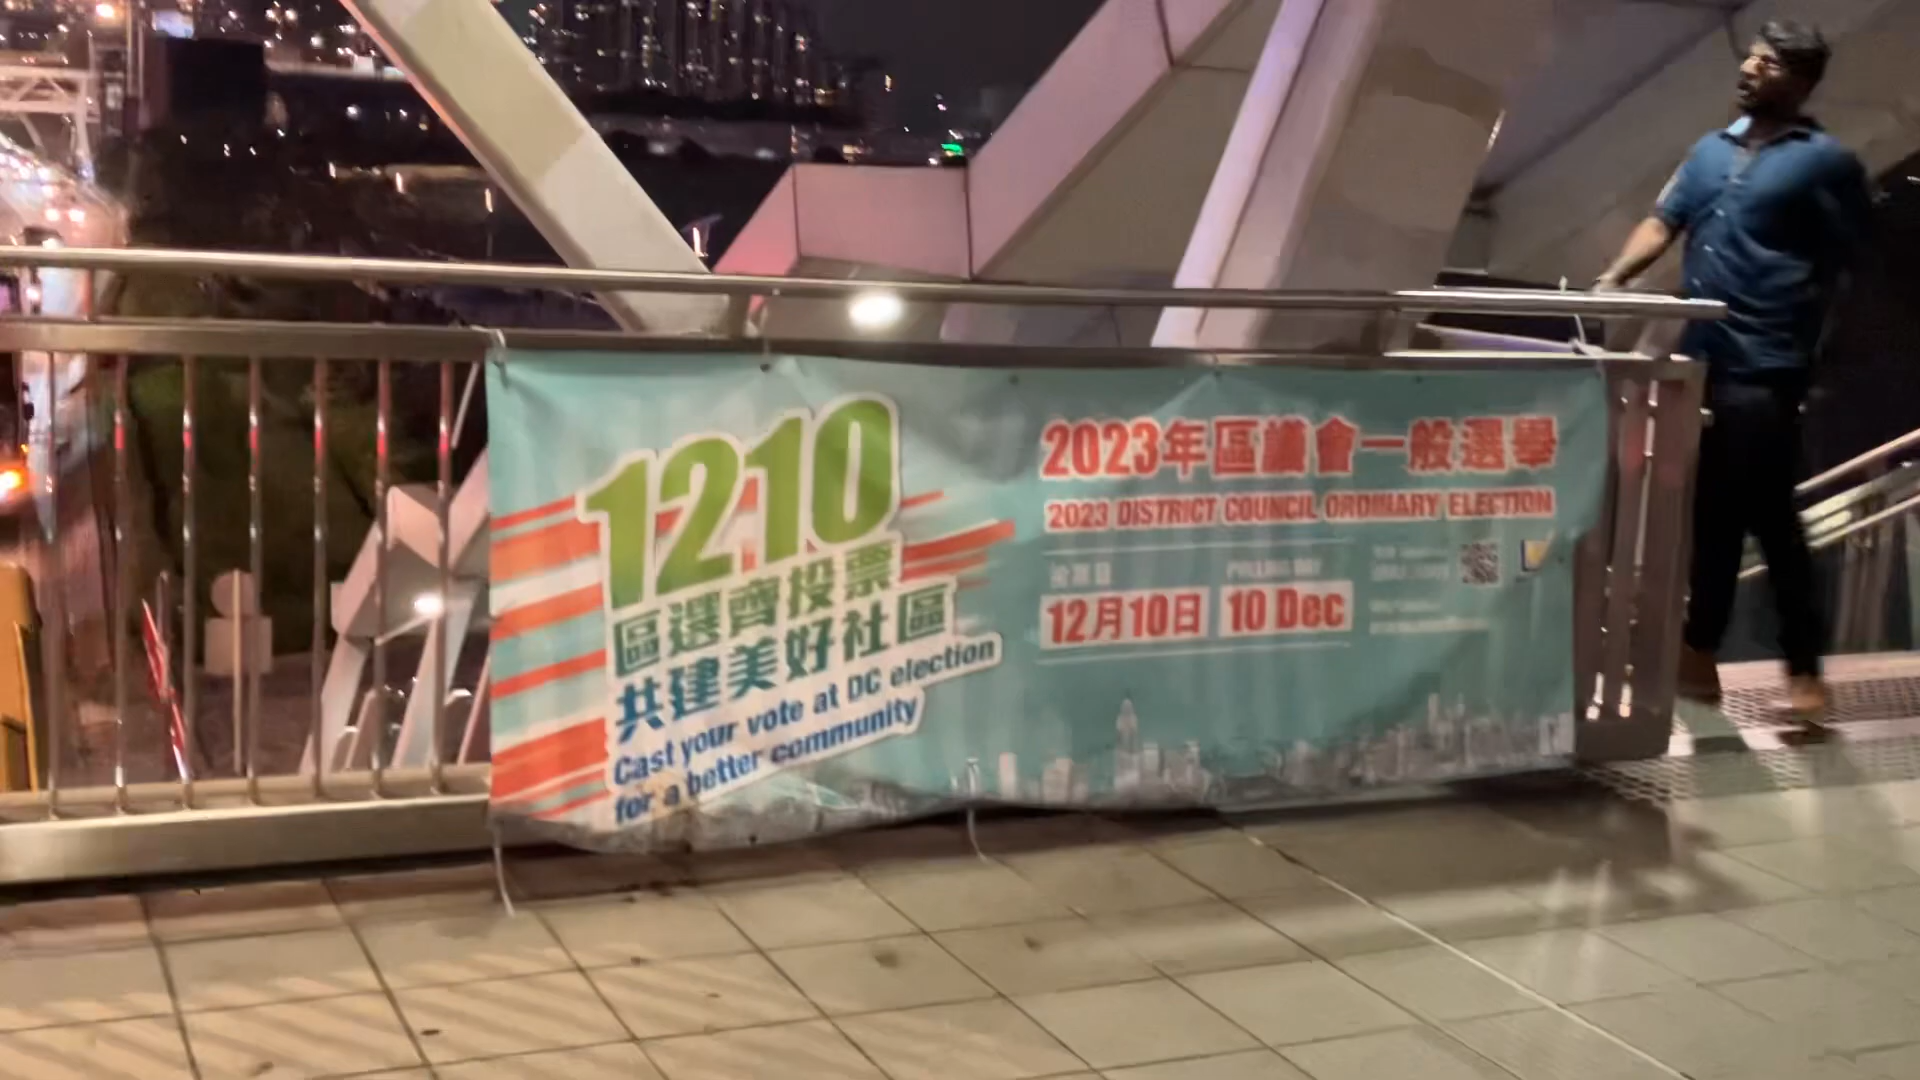 1210
區選齊投票
共建美好社區
Cast your vote at DC election
for a better community
2023年區議會一般選舉
2023 DISTRICT COUNCIL ORDINARY ELECTION
投票日 POLLING DAY
12月10日 10 Dec